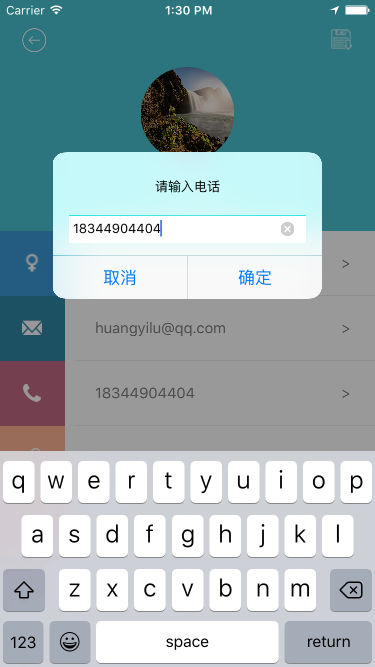 Carrier 1:30 PM
请输入电话
18344904404
取消 确定
>
huangyilu@qq.com >
18344904404 >
q w e r t y u i o p
a s d f g h j k l
z x c v b n m
123 space return